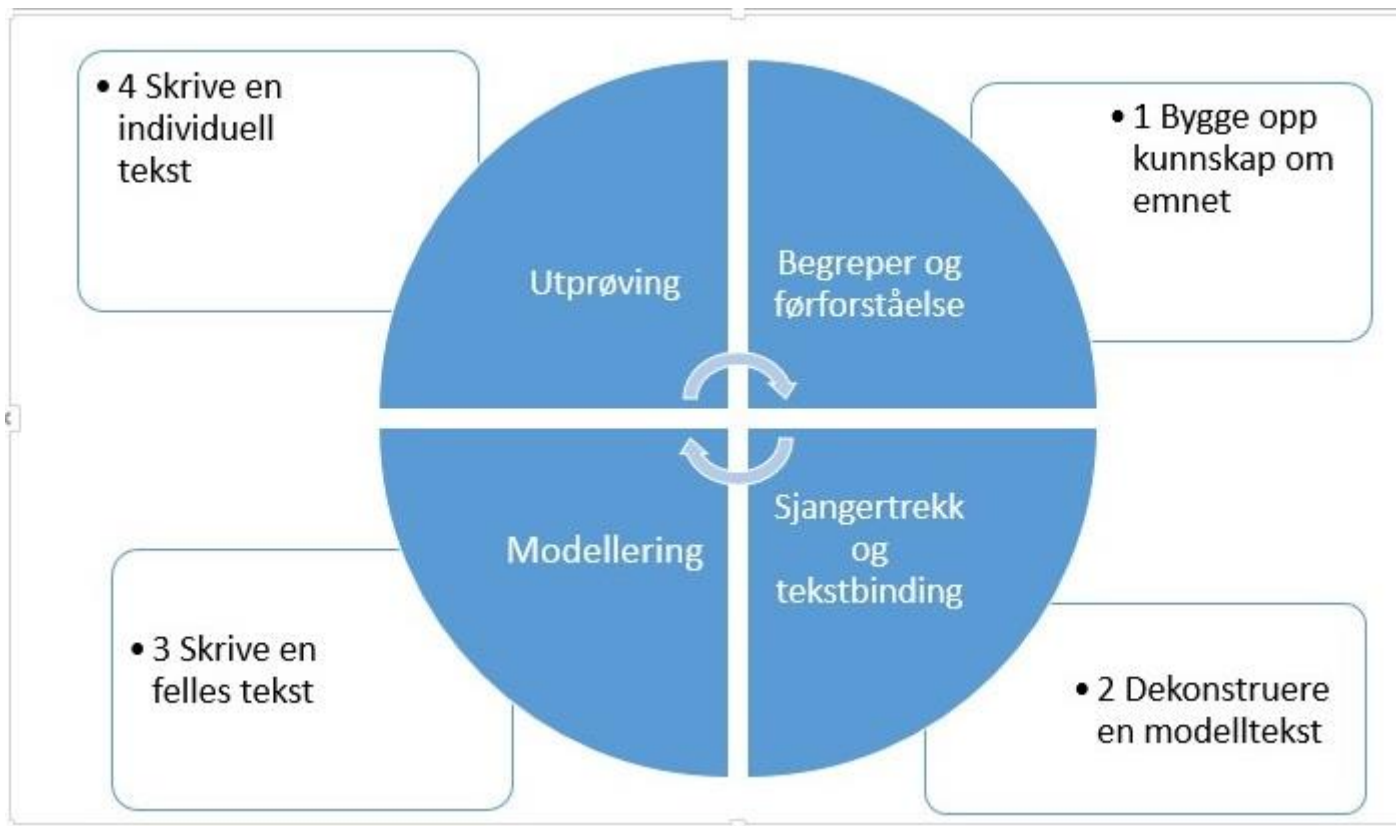 • 4 Skrive en
individuell
tekst
• 1 Bygge opp
kunnskap om
emnet
Utprøving
Begreper og
førforståelse
Modellering
Sjangertrekk
og
tekstbinding
• 3 Skrive en
felles tekst
• 2 Dekonstruere
en modelltekst